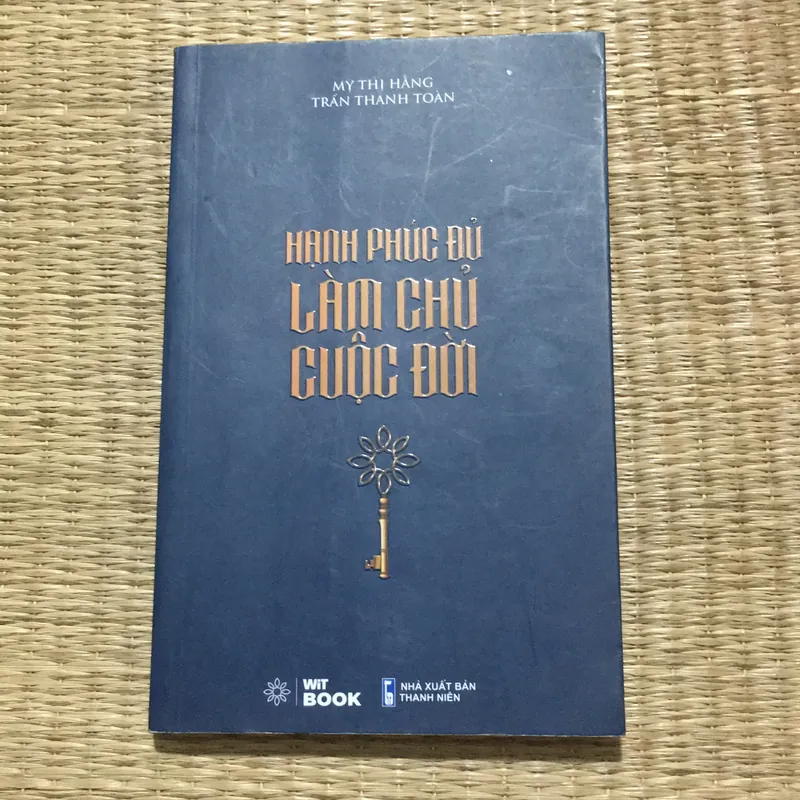 MỴ THỊ HẰNG
TRẦN THANH TOÀN
HẠNH PHÚC ĐỦ
LÀM CHỦ
CUỘC ĐỜI
WiT
BOOK
NHÀ XUẤT BẢN
THANH NIÊN